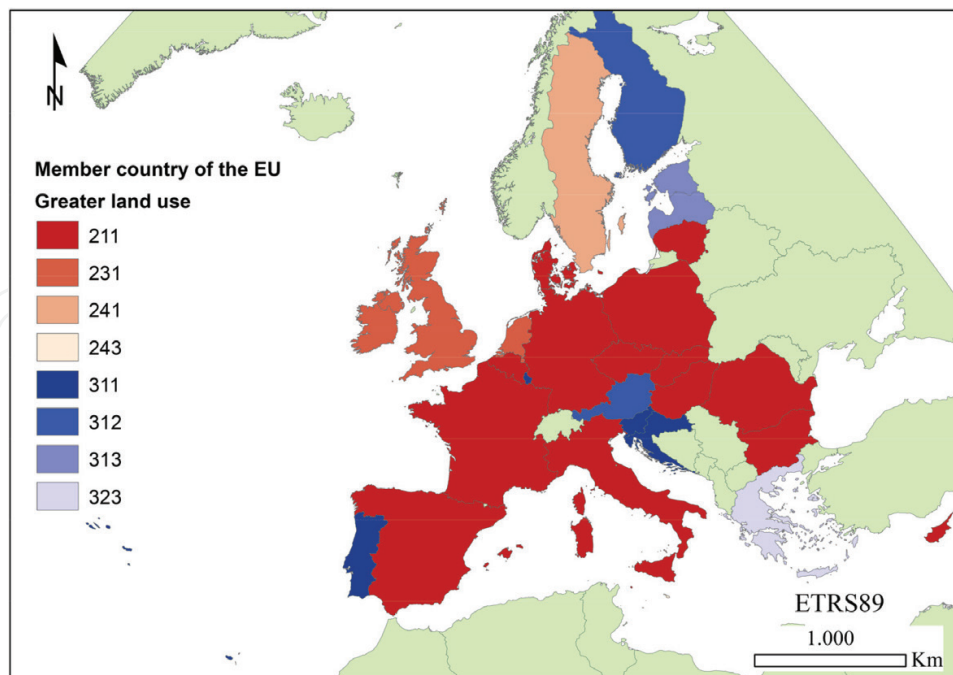 N
Member country of the EU
Greater land use
211
231
241
243
311
312
313
323
ETRS89
1.000
Km